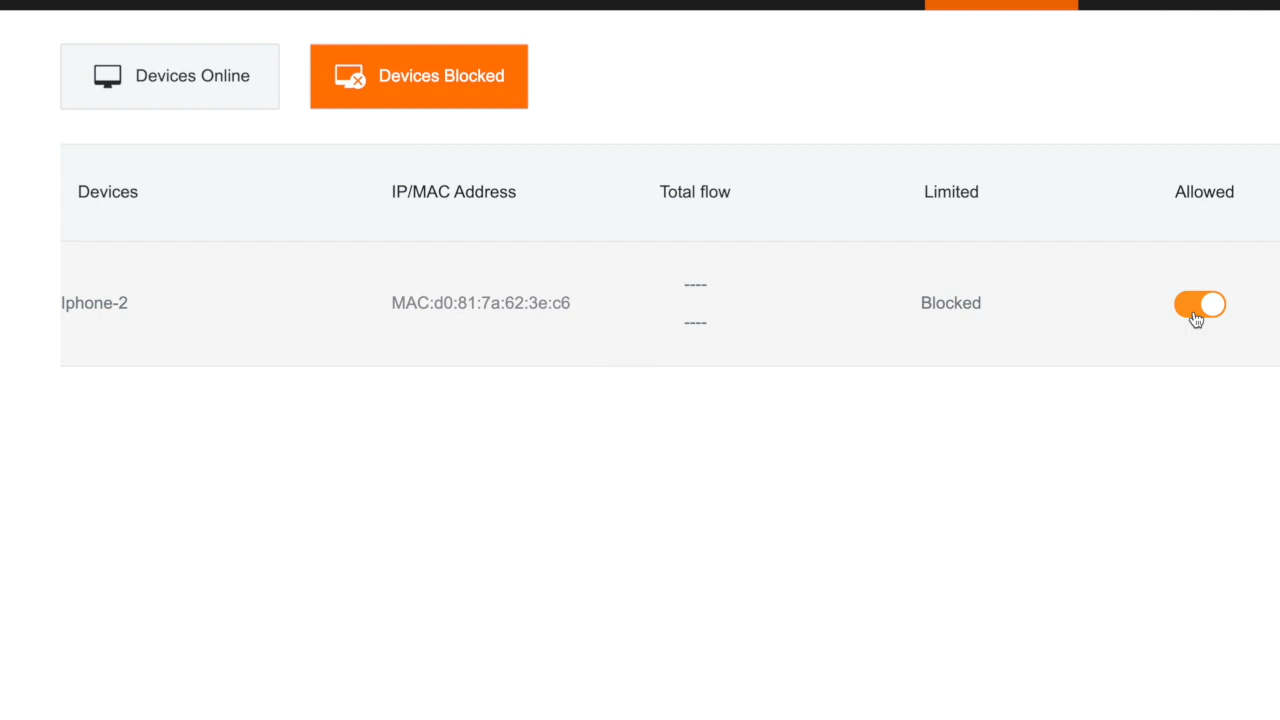 Devices Online
Devices Blocked
Devices IP/MAC Address Total flow Limited Allowed
----
Iphone-2 MAC:d0:81:7a:62:3e:c6 Blocked
----